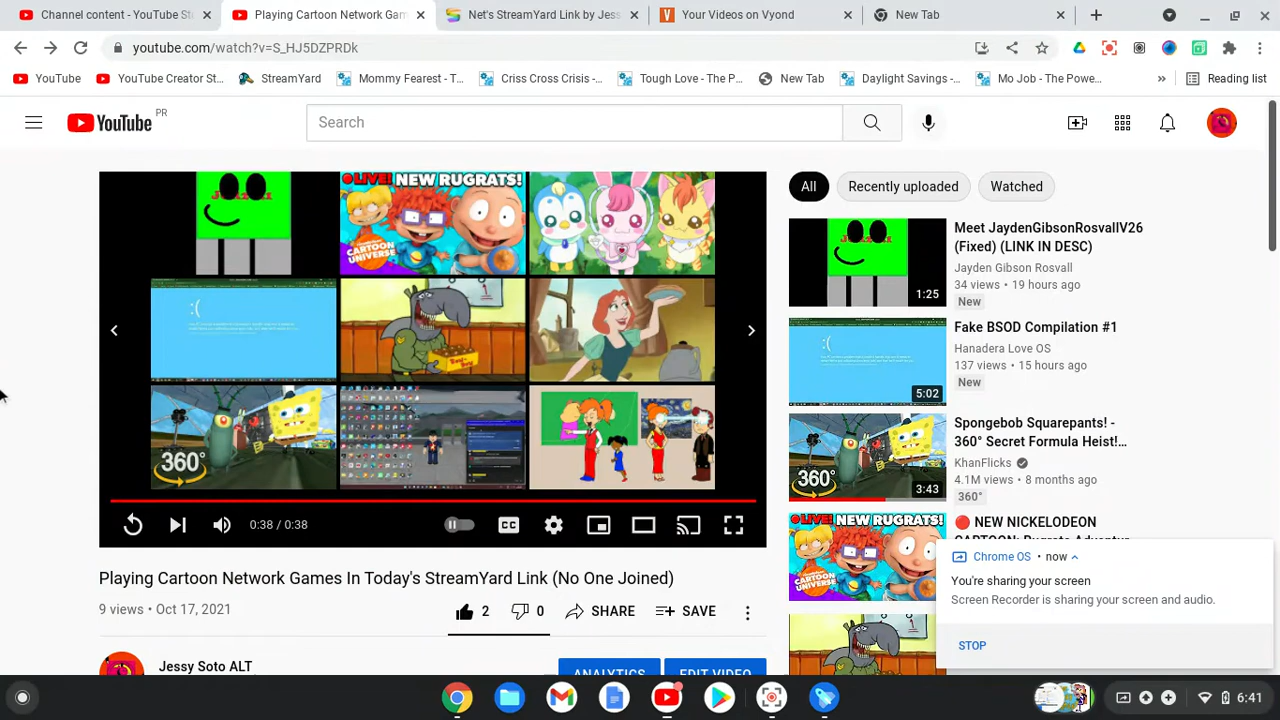 Channel content - YouTube St
Playing Cartoon Network Gam
Net's StreamYard Link by Jess
Your Videos on Vyond
New Tab
youtube.com/watch?v=S_HJ5DZPRDk
YouTube
YouTube Creator St...
StreamYard
Mommy Fearest - T...
Criss Cross Crisis -...
Tough Love - The P...
New Tab
Daylight Savings -...
Mo Job - The Powe...
»
Reading list
YouTube PR
Search
All
Recently uploaded
Watched
LIVE! NEW RUGRATS!
CARTOON UNIVERSE
360°
Meet JaydenGibsonRosvallV26
(Fixed) (LINK IN DESC)
Jayden Gibson Rosvall
34 views • 19 hours ago
New
1:25
Fake BSOD Compilation #1
Hanadera Love OS
137 views • 15 hours ago
New
5:02
Spongebob Squarepants! -
360° Secret Formula Heist!...
KhanFlicks
4.1M views • 8 months ago
360°
360
3:43
NEW NICKELODEON
CARTOON: Rugrats Adventur
LIVE! NEW RUGRATS!
0:38 / 0:38
CC
Playing Cartoon Network Games In Today's StreamYard Link (No One Joined)
9 views • Oct 17, 2021
2
0
SHARE
SAVE
Jessy Soto ALT
ANALYTICS
EDIT VIDEO
Chrome OS • now
You're sharing your screen
Screen Recorder is sharing your screen and audio.
STOP
6:41